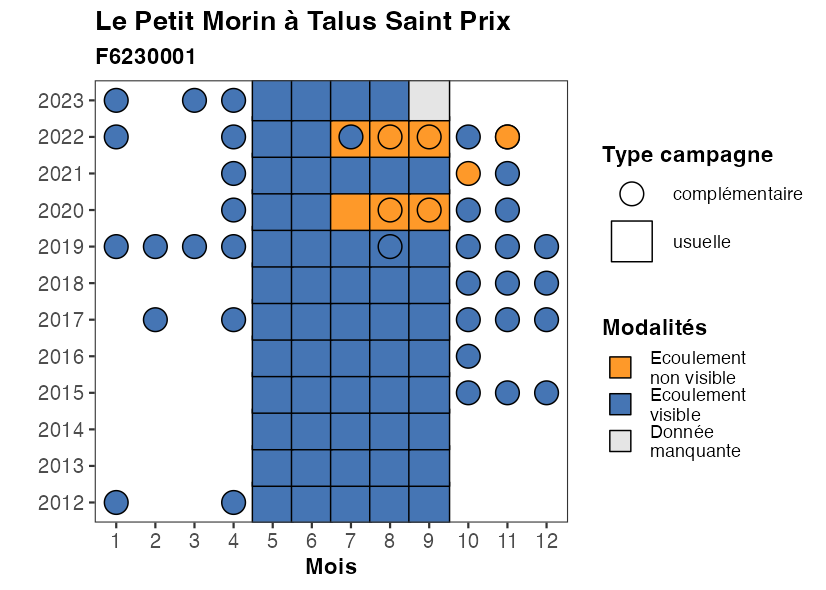 Le Petit Morin à Talus Saint Prix
F6230001
2023
2022
2021
2020
2019
2018
2017
2016
2015
2014
2013
2012
1 2 3 4 5 6 7 8 9 10 11 12
Mois
Type campagne
complémentaire
usuelle
Modalités
Ecoulement
non visible
Ecoulement
visible
Donnée
manquante